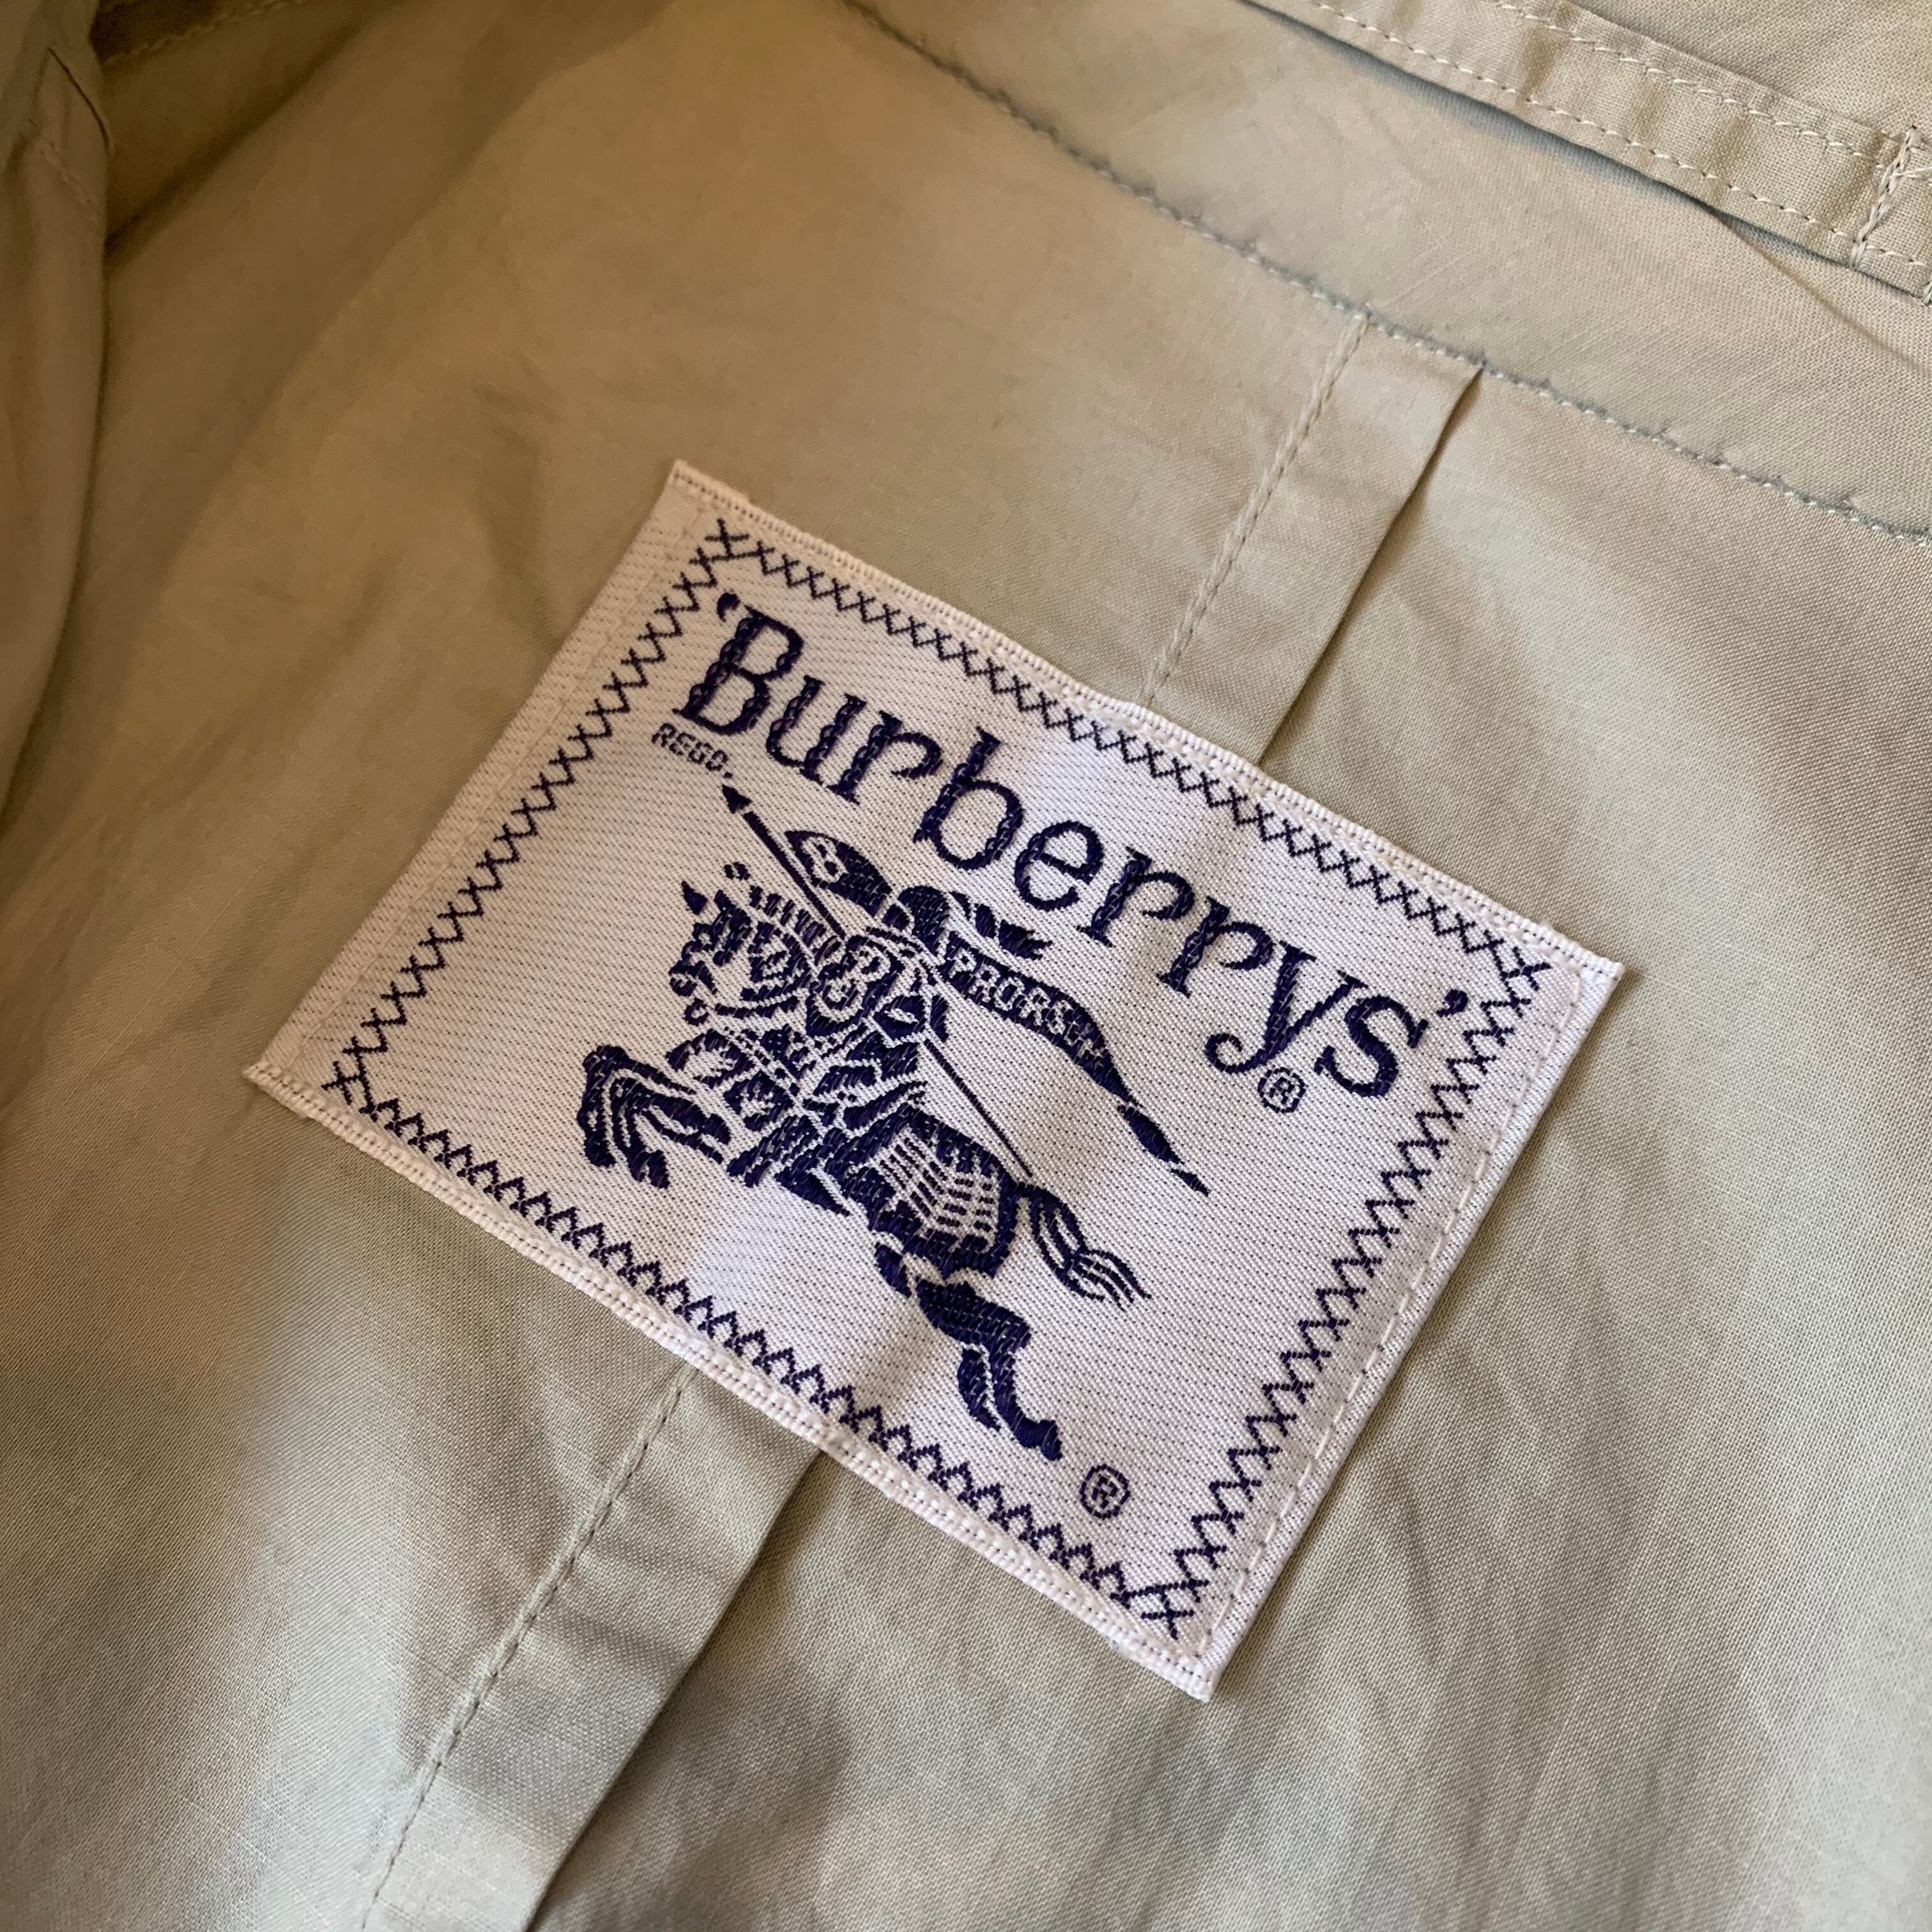 'Burberrys'®
REGD.
B
PRORSUM
B
®